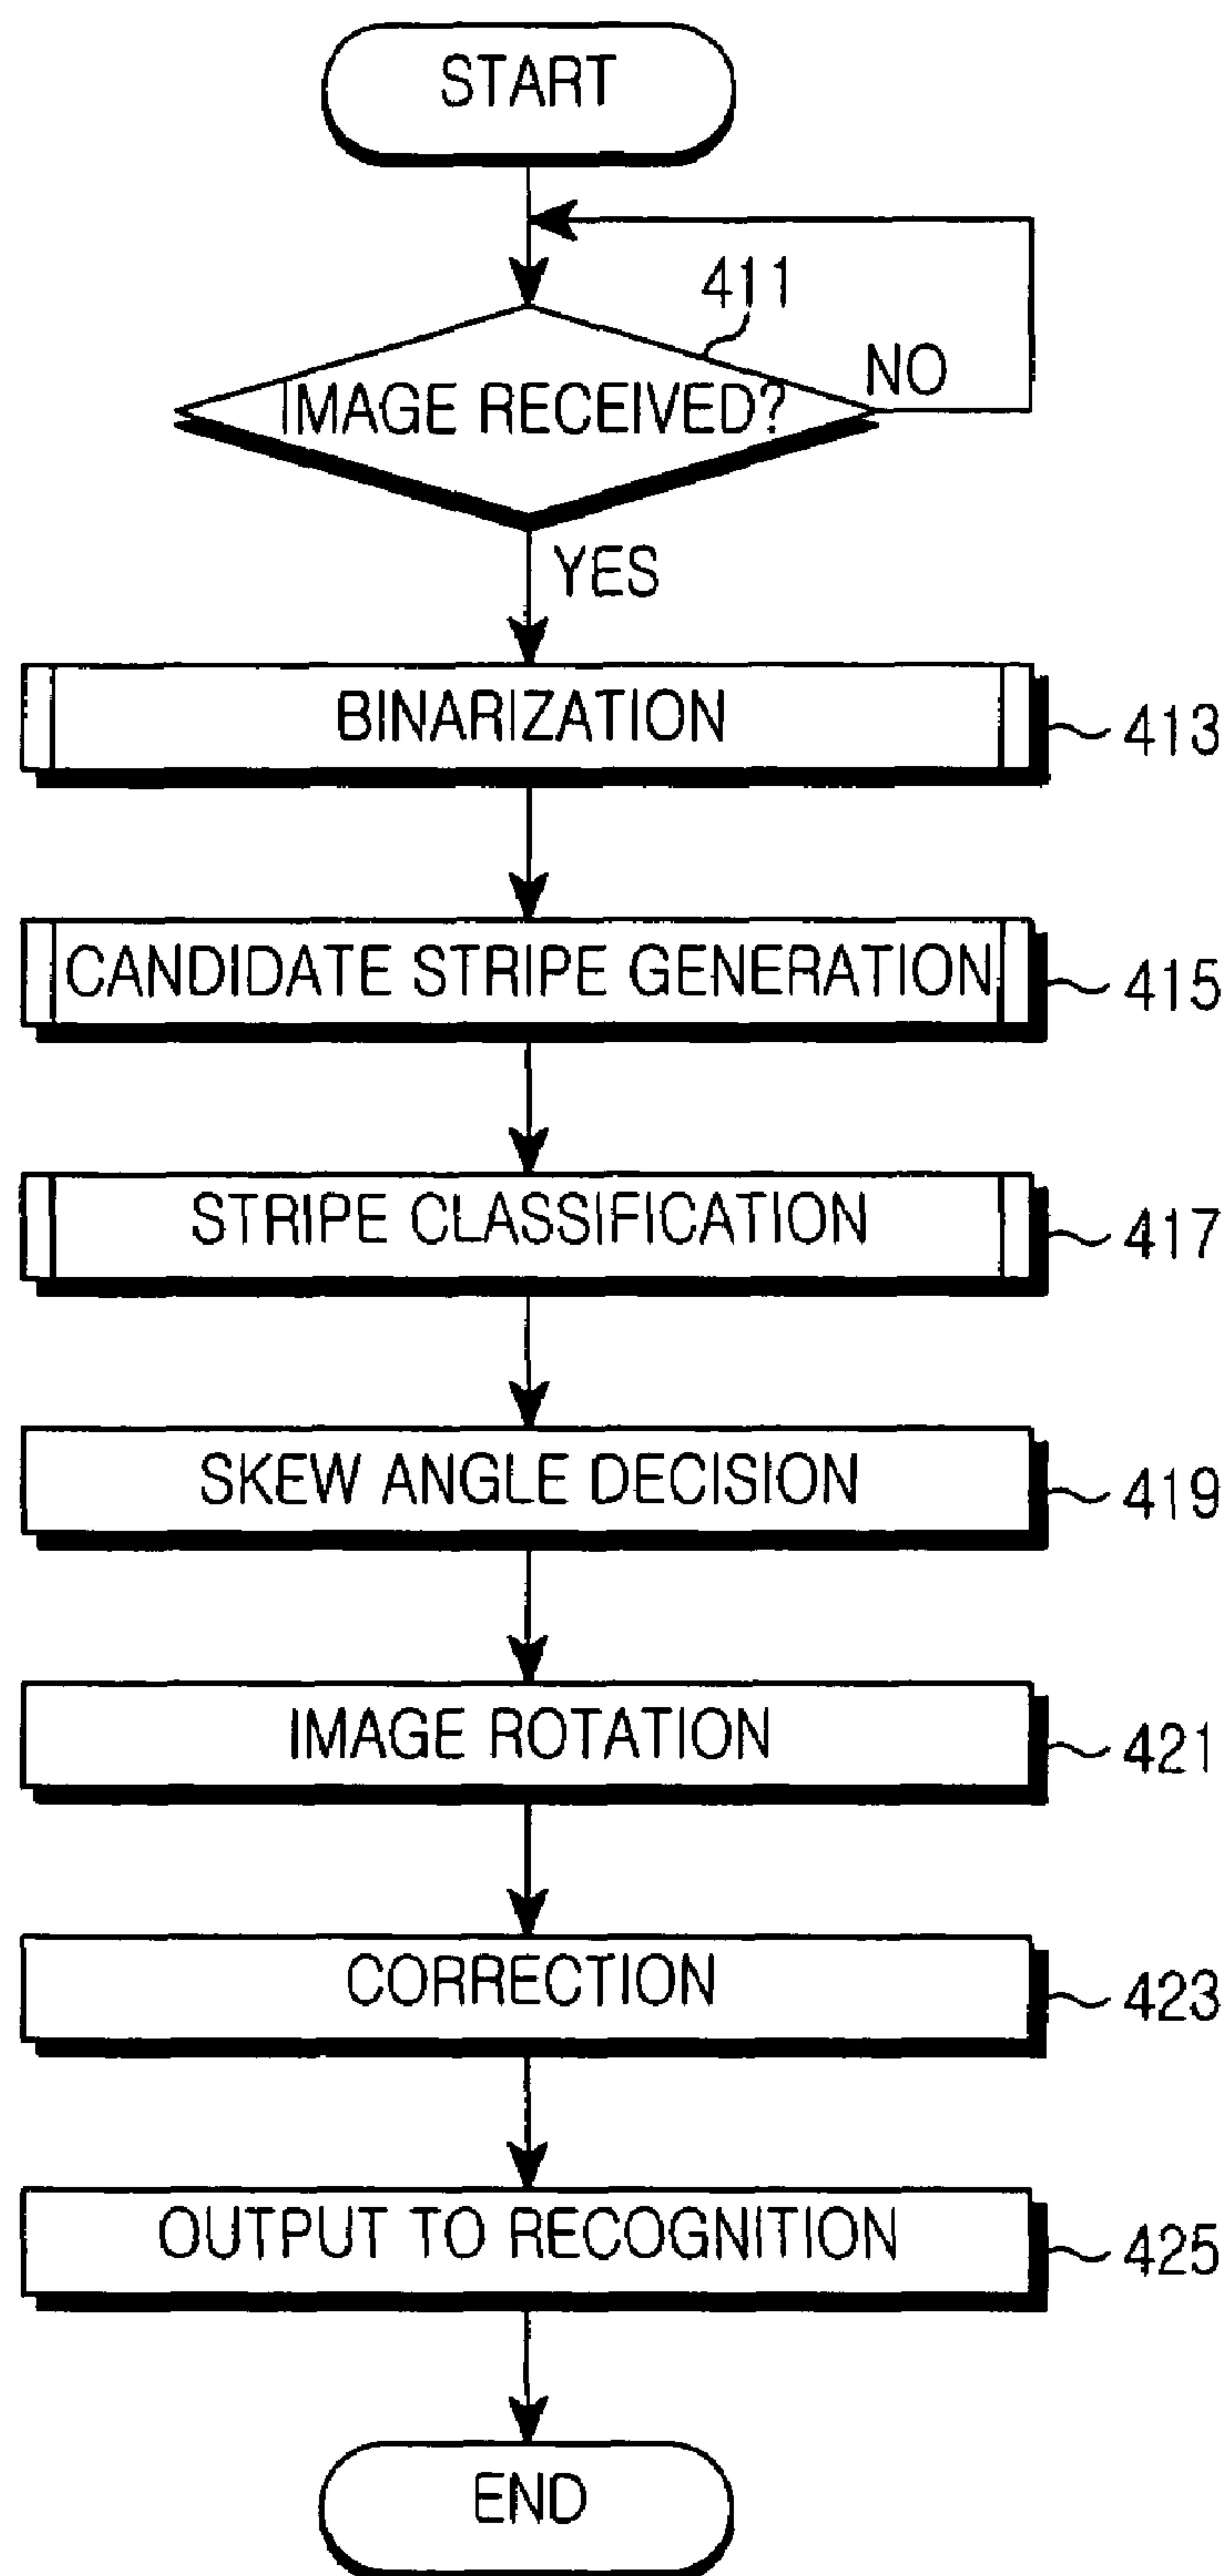 START
411
NO
IMAGE RECEIVED?
YES
BINARIZATION
413
CANDIDATE STRIPE GENERATION
415
STRIPE CLASSIFICATION
417
SKEW ANGLE DECISION
419
IMAGE ROTATION
421
CORRECTION
423
OUTPUT TO RECOGNITION
425
END